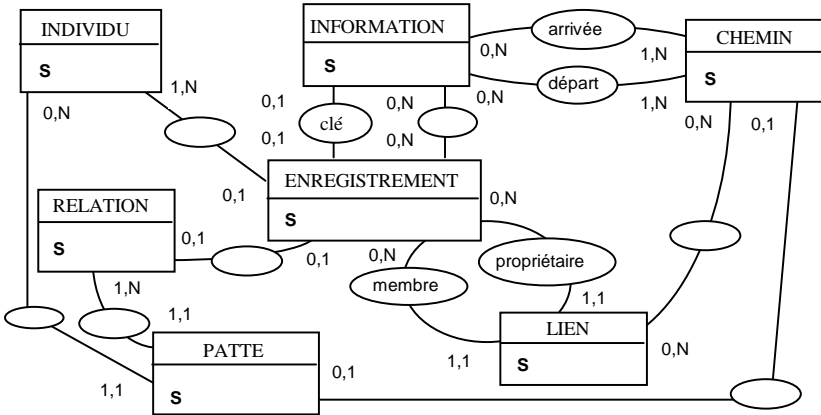 INDIVIDU
S
INFORMATION
S
CHEMIN
S
arrivée
départ
0,N
1,N
0,N
1,N
0,N
1,N
0,1
0,N
0,N
0,1
clé
0,1
0,N
ENREGISTREMENT
S
0,1
0,N
RELATION
S
0,1
0,1
0,N
membre
propriétaire
1,N
1,1
1,1
1,1
LIEN
S
0,N
PATTE
S
1,1
0,1